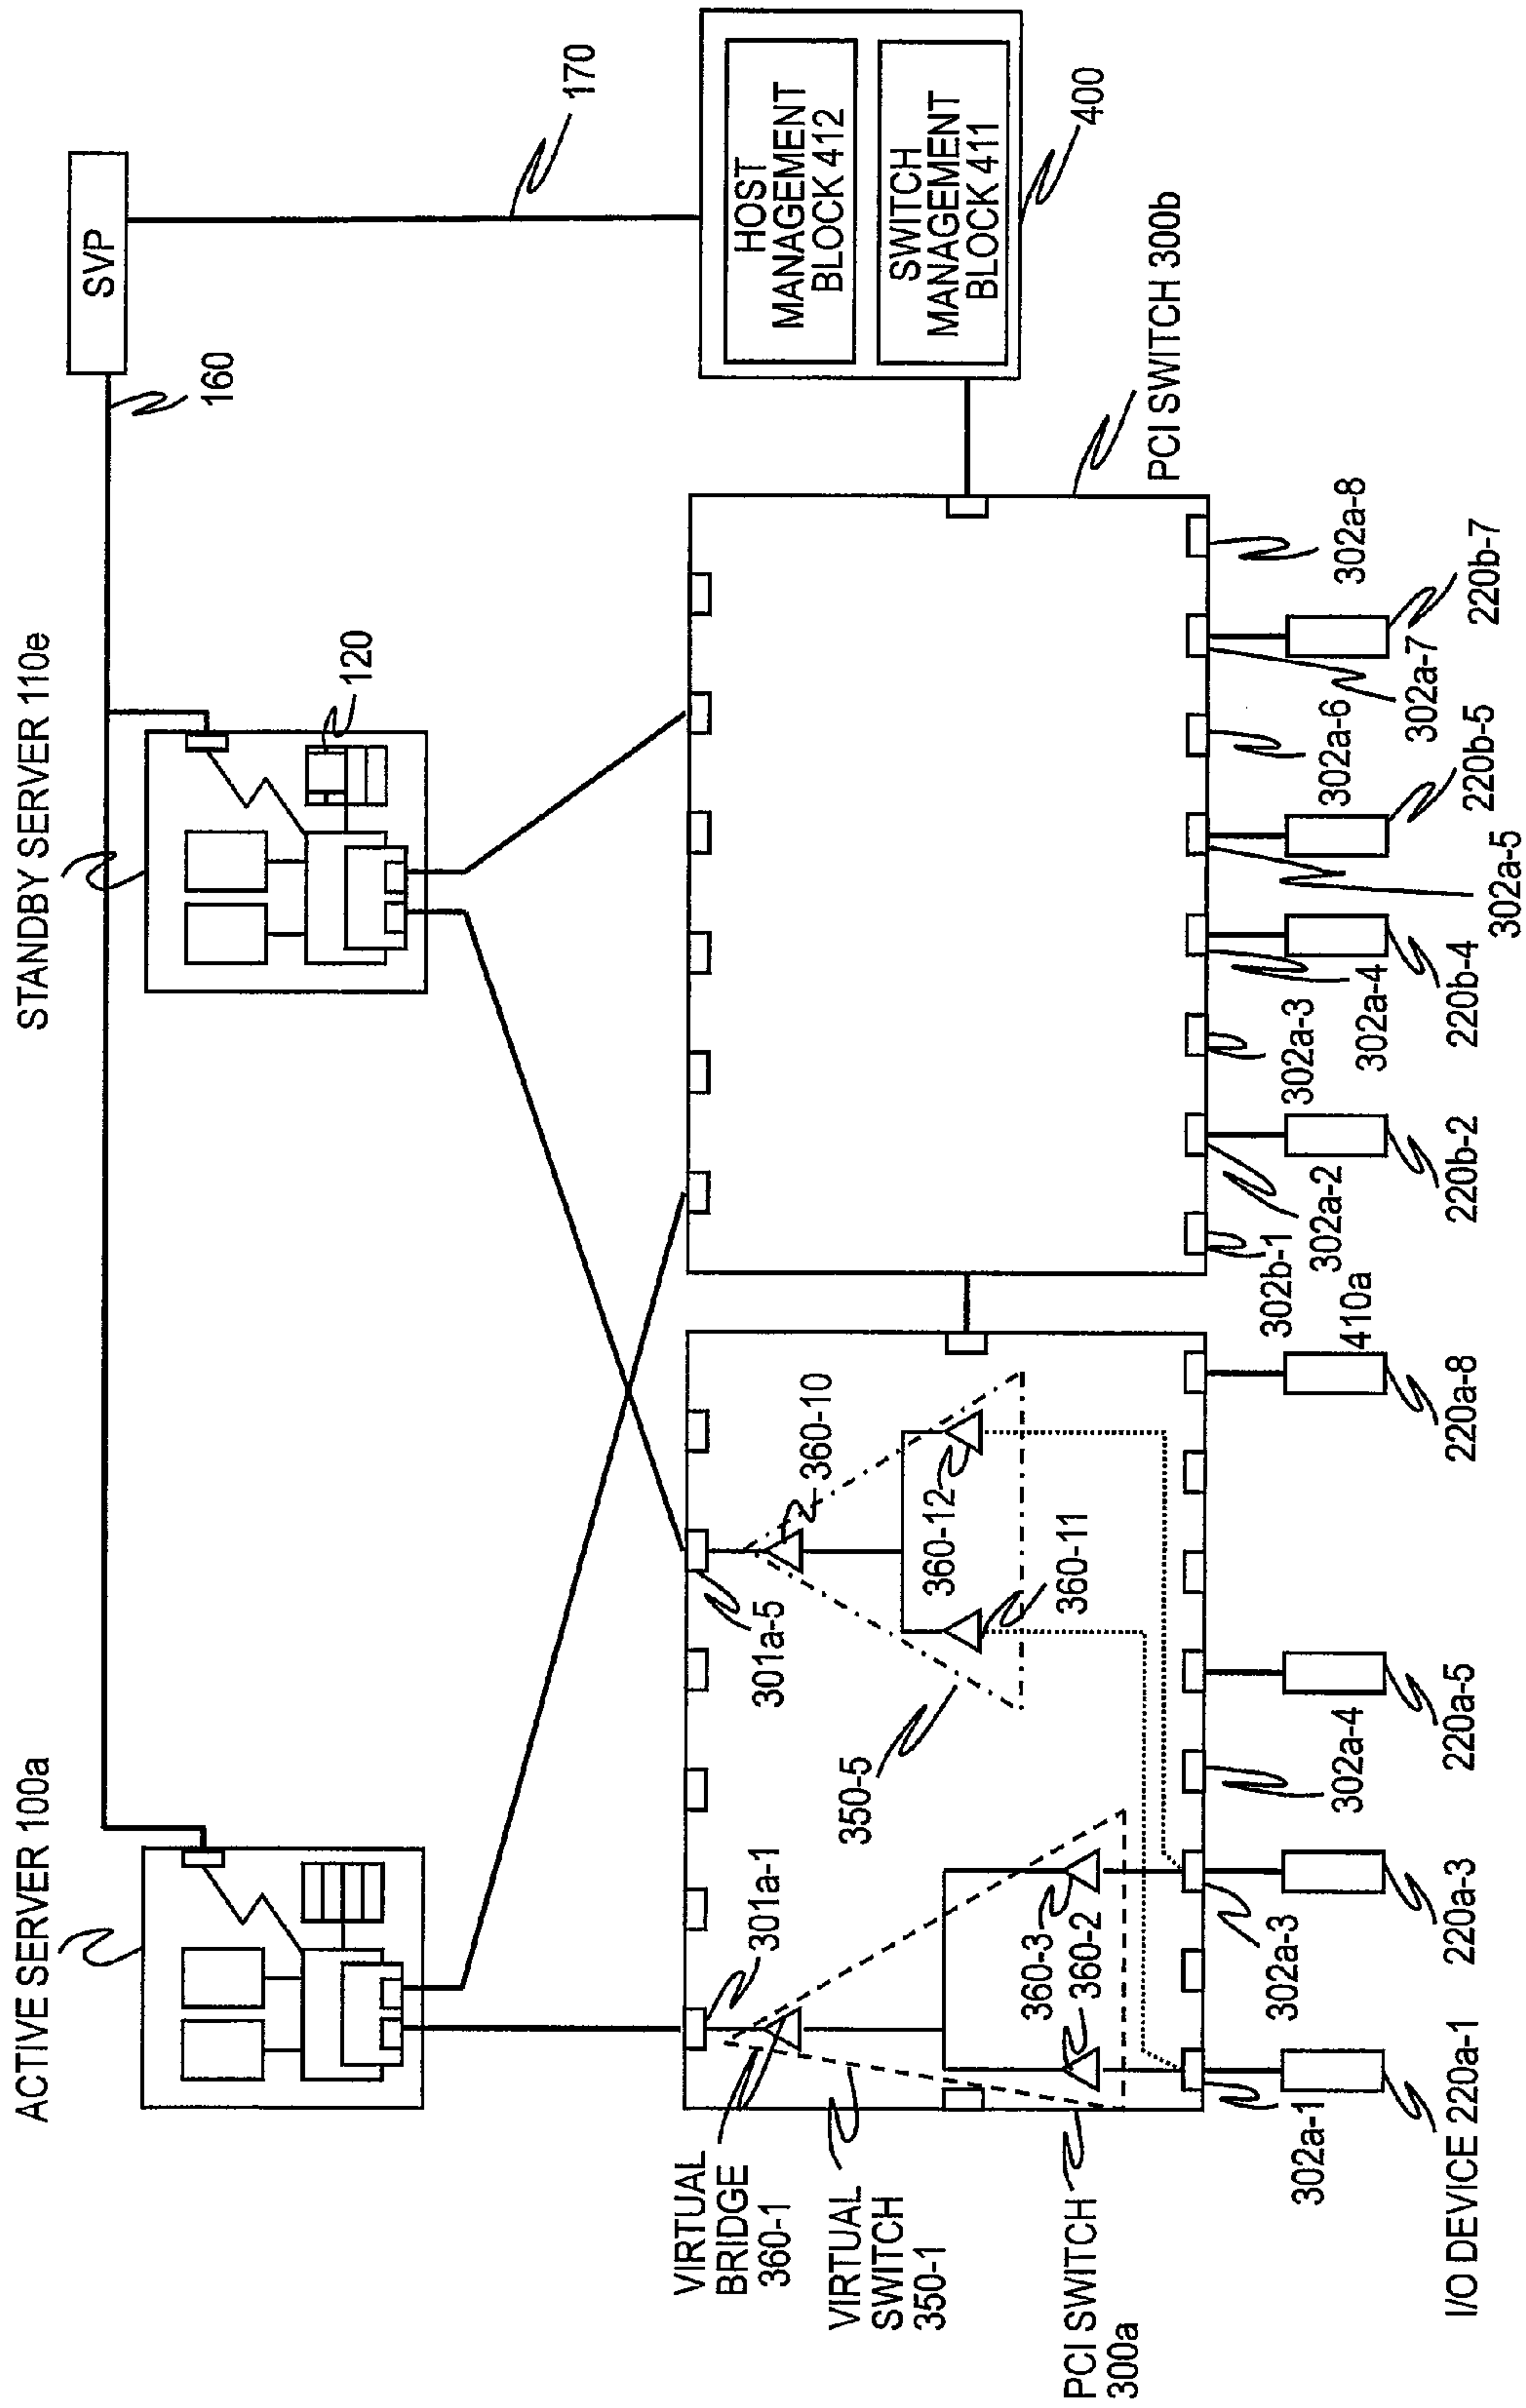 ACTIVE SERVER 100a
STANDBY SERVER 110e
SVP
160
170
120
HOST
MANAGEMENT
BLOCK 412
SWITCH
MANAGEMENT
BLOCK 411
400
VIRTUAL
BRIDGE
360-1
VIRTUAL
SWITCH
350-1
PCI SWITCH
300a
301a-1
301a-5
350-5
360-10
360-12
360-11
360-3
360-2
PCI SWITCH 300b
302a-1
302a-3
302a-4
302b-1
302a-2
302a-3
302a-4
302a-5
302a-6
302a-7
302a-8
410a
I/O DEVICE 220a-1
220a-3
220a-5
220a-8
220b-2
220b-4
220b-5
220b-7